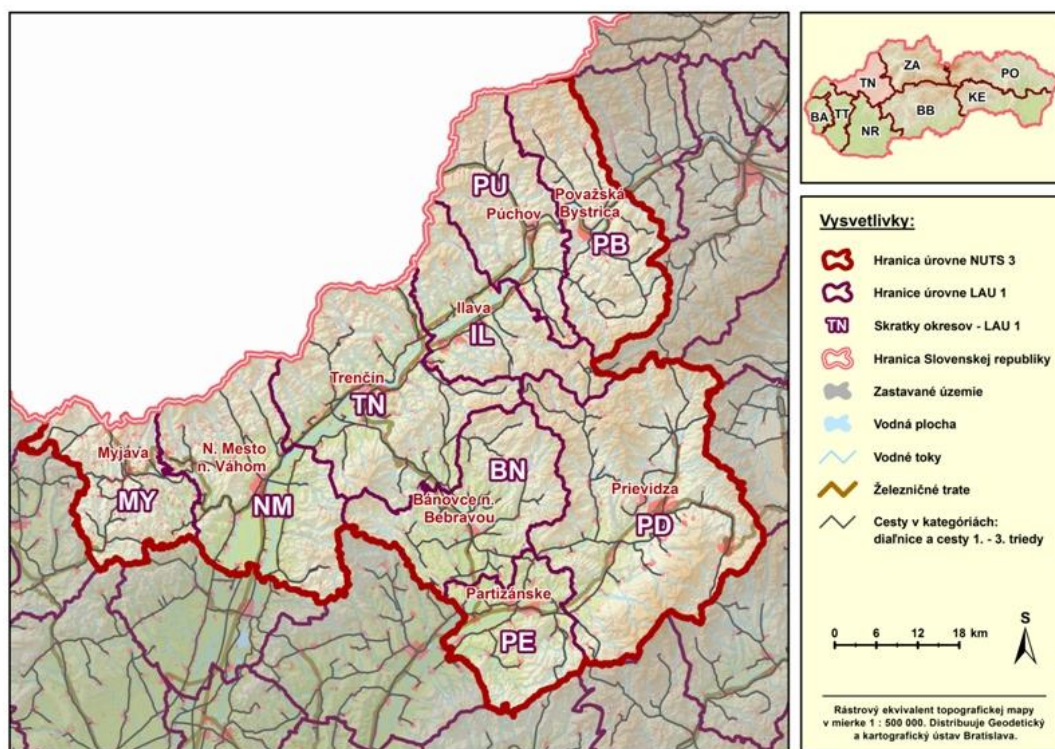 PU
Púchov
Považská
Bystrica
PB
Ilava
IL
Trenčín
TN
Myjáva
MY
N. Mesto
n. Váhom
NM
BN
Bánovce n.
Bebravou
Prievidza
PD
Partizánske
PE
ZA
PO
TN
KE
BA
TT
BB
NR
Vysvetlivky:
Hranica úrovne NUTS 3
Hranice úrovne LAU 1
TN Skratky okresov - LAU 1
Hranica Slovenskej republiky
Zastavané územie
Vodná plocha
Vodné toky
Železničné trate
Cesty v kategóriách:
diaľnice a cesty 1. - 3. triedy
S
0 6 12 18 km
Rástrový ekvivalent topografickej mapy
v mierke 1 : 500 000. Distribuuje Geodetický
a kartografický ústav Bratislava.